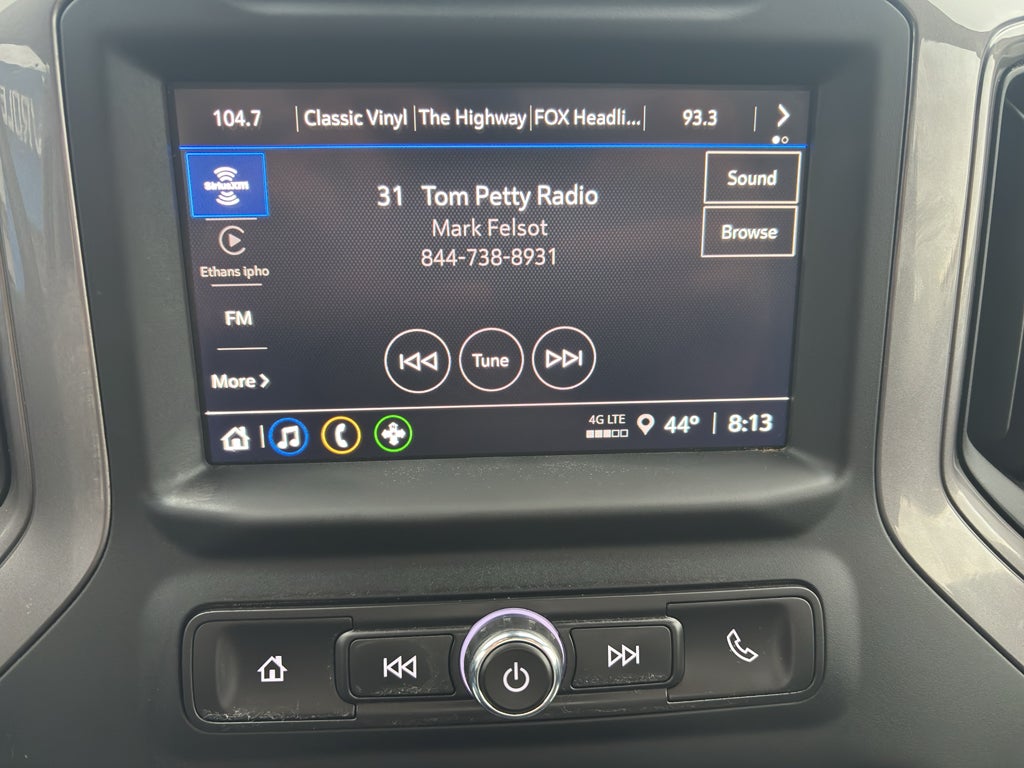 104.7 Classic Vinyl The Highway FOX Headli... 93.3
SiriusXM
31 Tom Petty Radio
Mark Felsot
844-738-8931
Sound
Browse
Ethans ipho
FM
More
Tune
4G LTE
44° 8:13